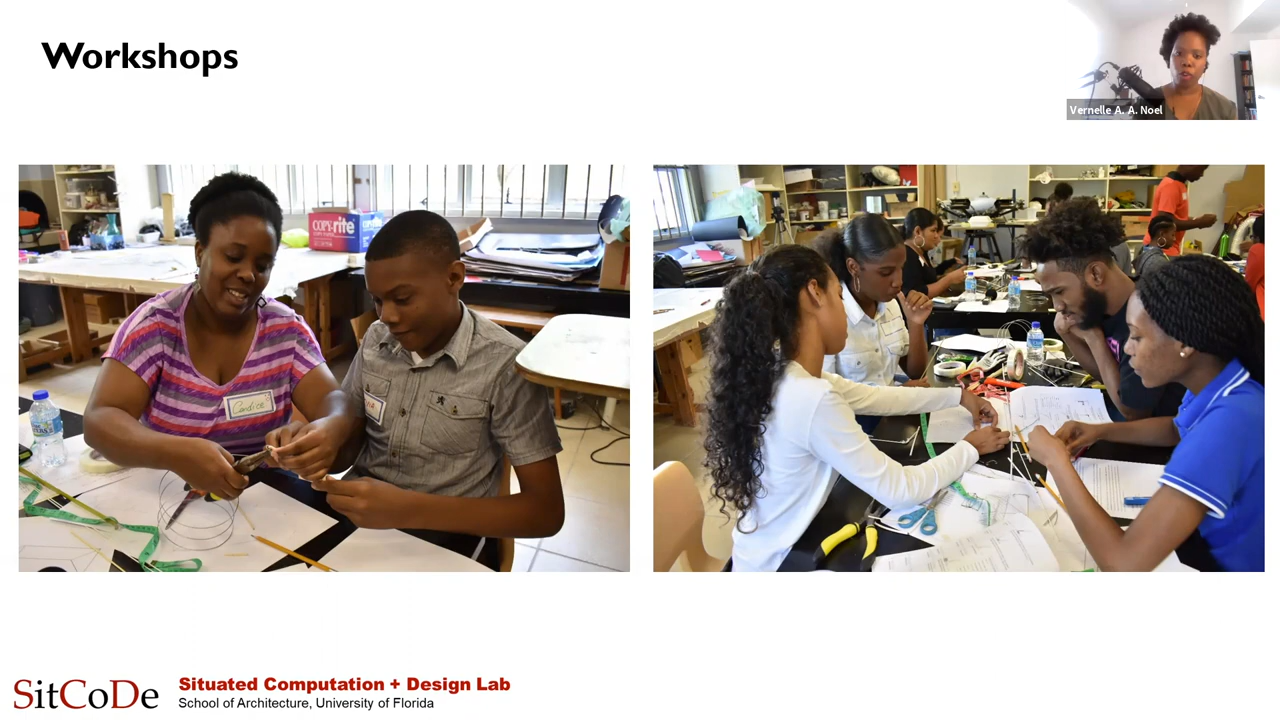 Workshops
Vernelle A. A. Noel
COPY-rite
Candice
SitCoDe
Situated Computation + Design Lab
School of Architecture, University of Florida